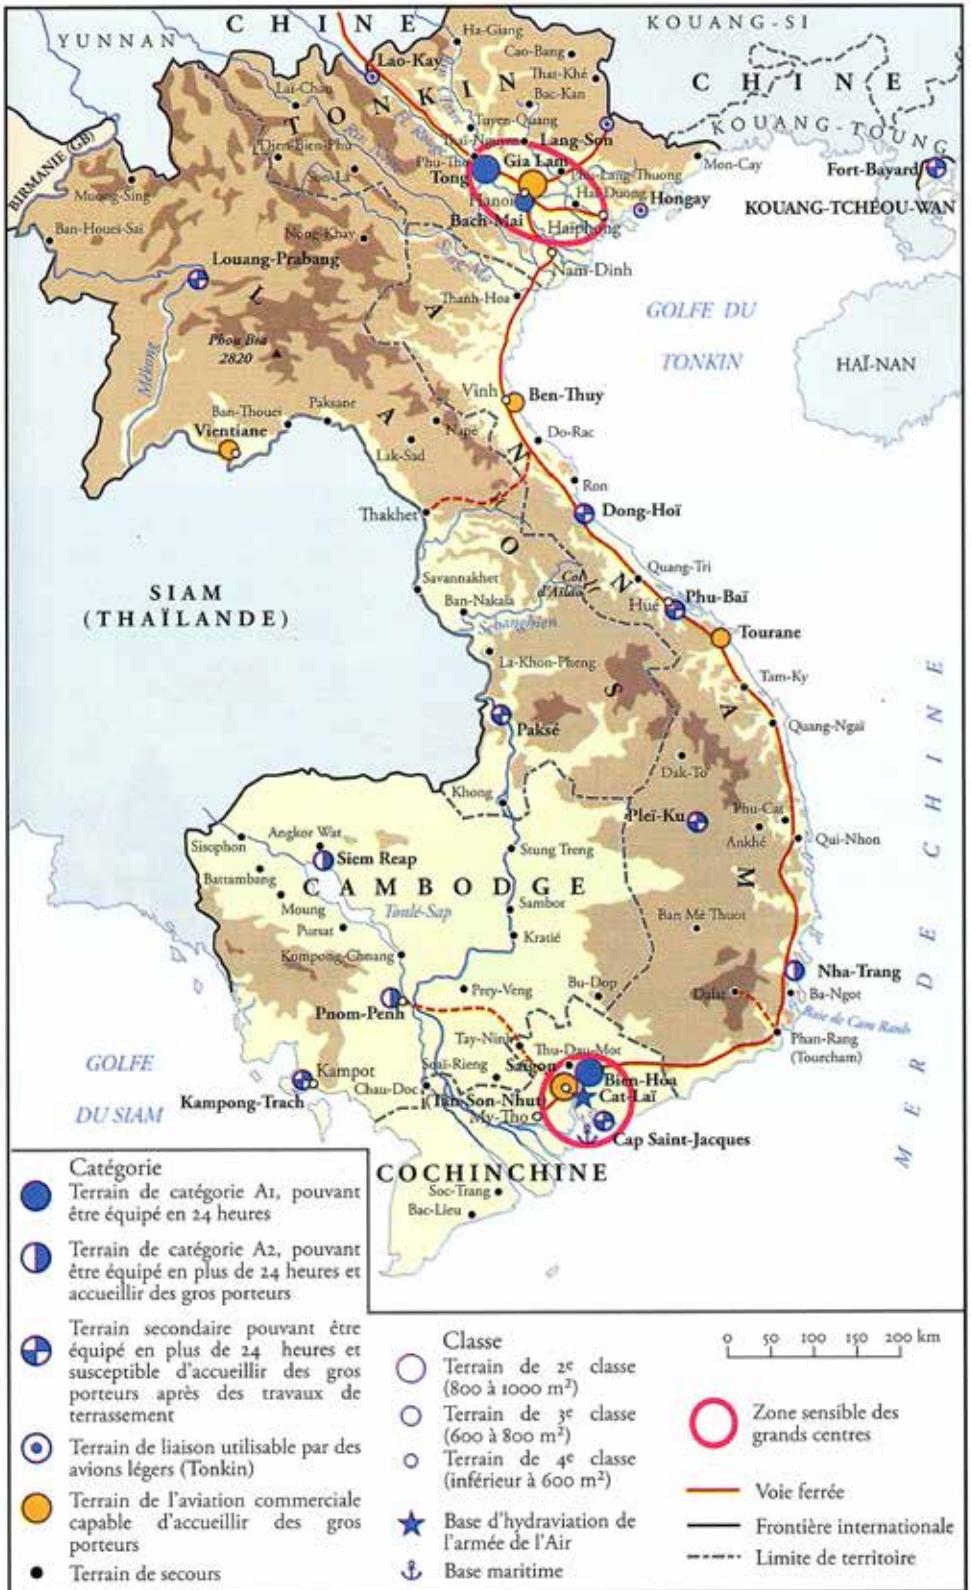 CHINE
KOUANG-SI
YUNNAN
Ha-Giang
Cao-Bang
Lao-Kay
That-Khé
CHINE
Laï-Chau
Bac-Kan
TONKIN
Tuyen-Quang
KOUANG-TOUNG
Thaï-Nguyen
Lang-Son
BIRMANIE (GB)
Dien-Bien-Phu
Phu-Tho
Gia Lam
Mon-Cay
Fort-Bayard
Son-La
Tong
Phu-Lang-Thuong
Muong-Sing
Hanoï
Haï-Duong
Hongay
KOUANG-TCHÉOU-WAN
Ban-Houeï-Saï
Nong-Khay
Bach-Mai
Haïphong
Louang-Prabang
Song-Ma
Nam-Dinh
Thanh-Hoa
GOLFE DU
TONKIN
Phou Bia
2820
HAÏ-NAN
Mékong
Vinh
Ben-Thuy
Ban-Thouei
Paksane
Vientiane
Napé
Do-Rac
Lak-Sad
Ron
Thakhet
Dong-Hoï
LAOS
ANNAM
SIAM
(THAÏLANDE)
Savannakhet
Col
d'Aïlao
Quang-Tri
Ban-Nakala
Hué
Phu-Baï
Sébanghien
Tourane
La-Khon-Pheng
Tam-Ky
Paksé
Quang-Ngaï
MER DE CHINE
Dak-To
Khong
Pleï-Ku
Phu-Cat
Angkor Wat
Ankhé
Qui-Nhon
Sisophon
Siem Reap
Stung Treng
Battambang
CAMBODGE
Moung
Tonlé-Sap
Sambor
Ban Mé Thuot
Pursat
Kratié
Kompong-Chnang
Nha-Trang
Prey-Veng
Bu-Dop
Dalat
Ba-Ngot
Pnom-Penh
Baie de Cam Ranh
Tay-Ninh
Thu-Dau-Mot
Phan-Rang
(Tourcham)
GOLFE
DU SIAM
Kampot
Soaï-Rieng
Saïgon
Bien-Hoa
Kampong-Trach
Chau-Doc
(Tan-Son-Nhut)
Cat-Laï
My-Tho
Cap Saint-Jacques
COCHINCHINE
Soc-Trang
Bac-Lieu
Catégorie
Terrain de catégorie A1, pouvant
être équipé en 24 heures
Terrain de catégorie A2, pouvant
être équipé en plus de 24 heures et
accueillir des gros porteurs
Terrain secondaire pouvant être
équipé en plus de 24 heures et
susceptible d'accueillir des gros
porteurs après des travaux de
terrassement
Terrain de liaison utilisable par des
avions légers (Tonkin)
Terrain de l'aviation commerciale
capable d'accueillir des gros
porteurs
Terrain de secours
Classe
Terrain de 2e classe
(800 à 1000 m²)
Terrain de 3e classe
(600 à 800 m²)
Terrain de 4e classe
(inférieur à 600 m²)
Base d'hydraviation de
l'armée de l'Air
Base maritime
0 50 100 150 200 km
Zone sensible des
grands centres
Voie ferrée
Frontière internationale
Limite de territoire